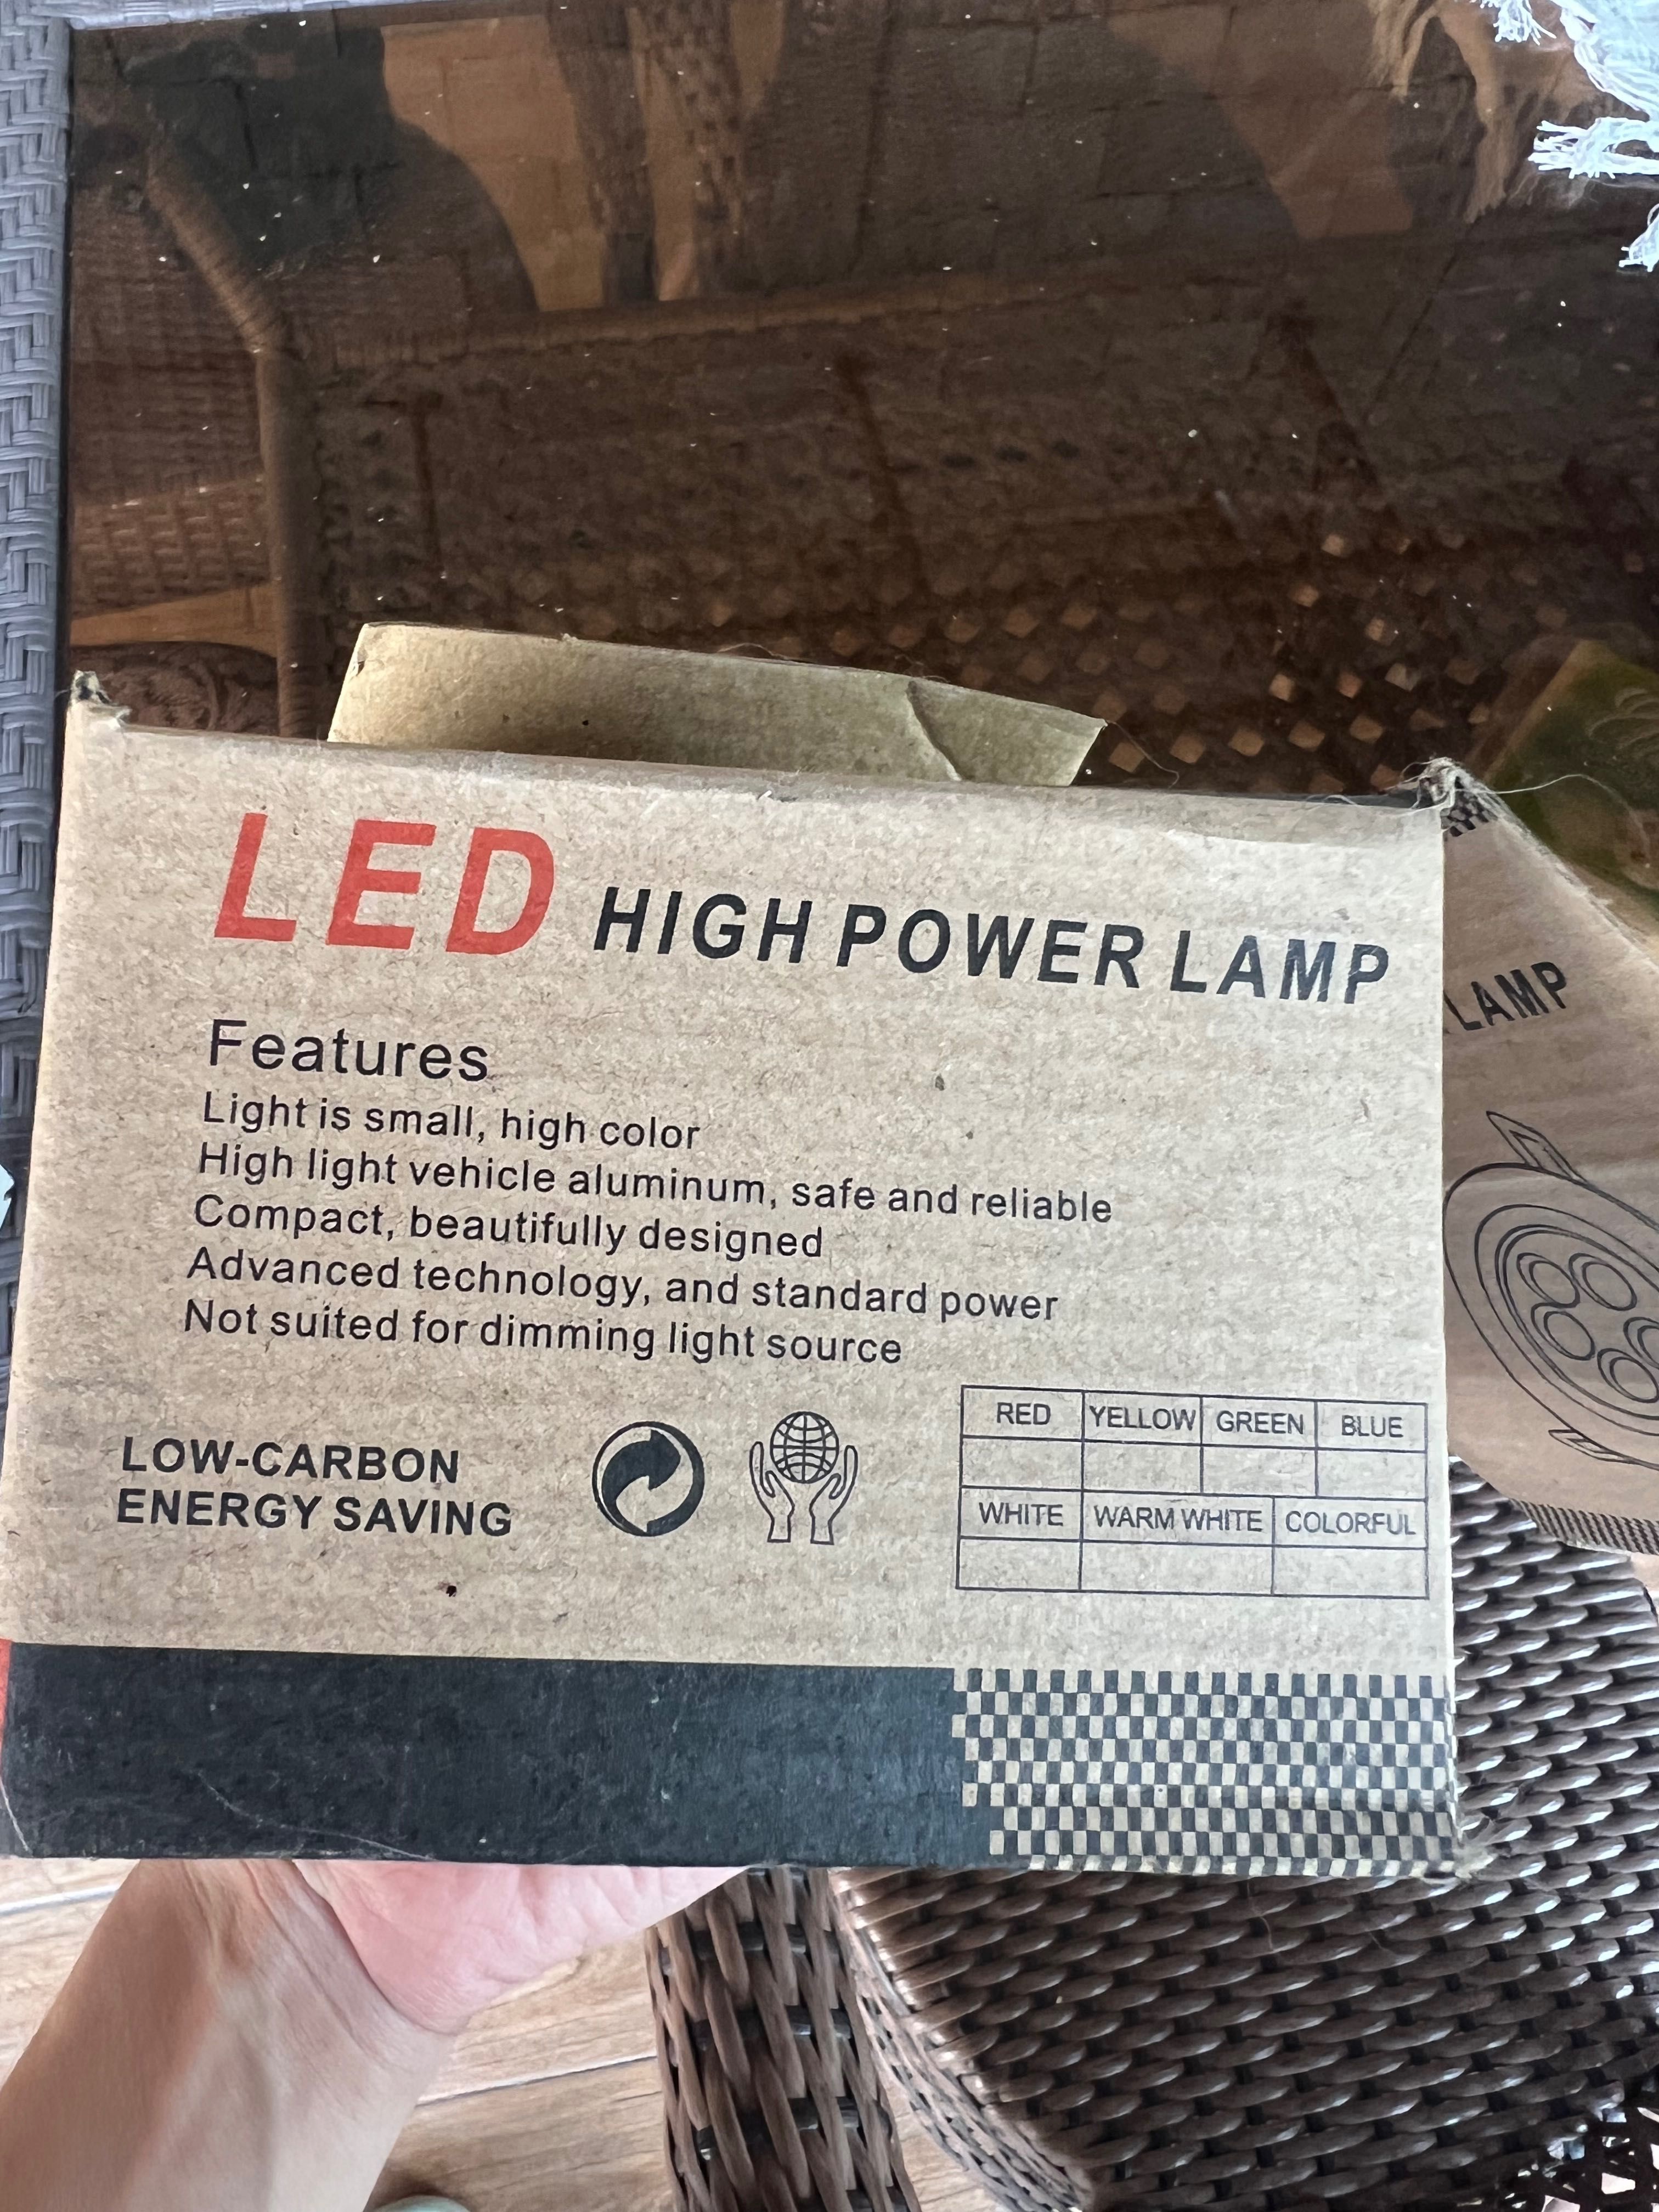 LED HIGH POWER LAMP
LAMP
Features
Light is small, high color
High light vehicle aluminum, safe and reliable
Compact, beautifully designed
Advanced technology, and standard power
Not suited for dimming light source
LOW-CARBON
ENERGY SAVING
RED YELLOW GREEN BLUE
WHITE WARM WHITE COLORFUL